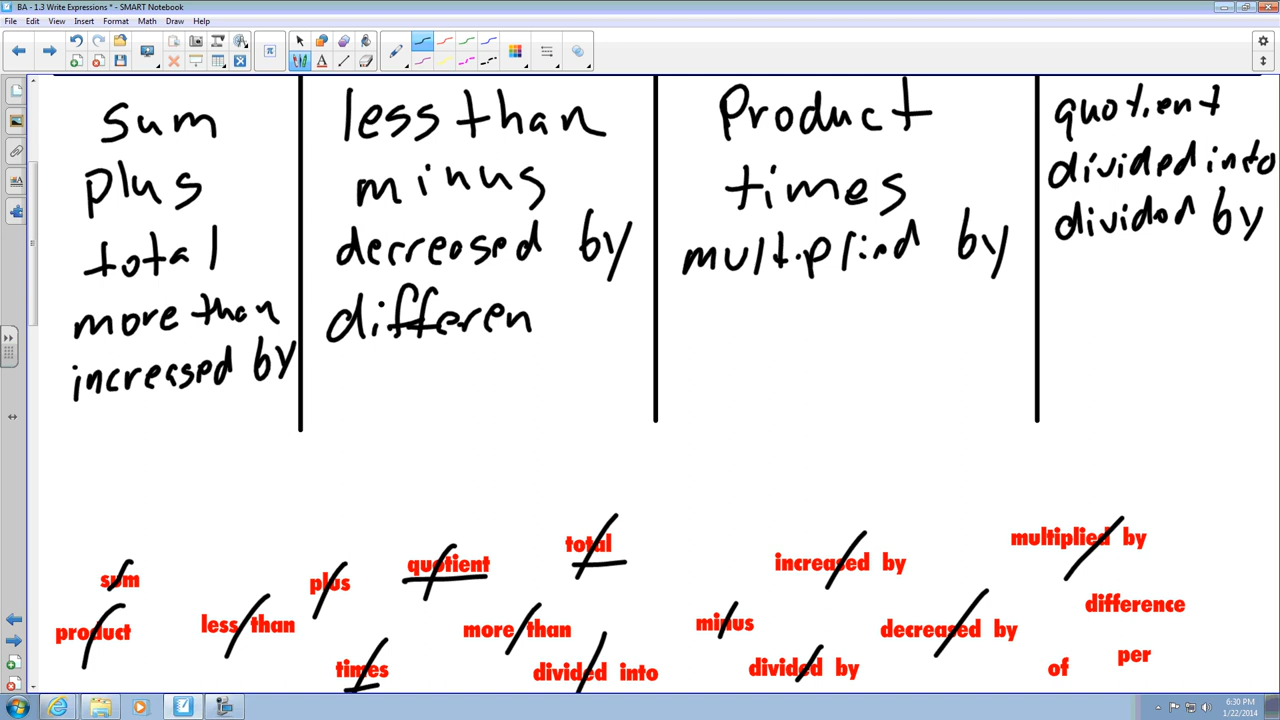 BA - 1.3 Write Expressions * - SMART Notebook
File Edit View Insert Format Math Draw Help
sum
plus
total
more than
increased by
less than
minus
decreased by
differen
Product
times
multiplied by
quotient
divided into
divided by
total
multiplied by
quotient
increased by
sum
plus
difference
product
less than
more than
minus
decreased by
times
divided into
divided by
of
per
6:30 PM
1/22/2014